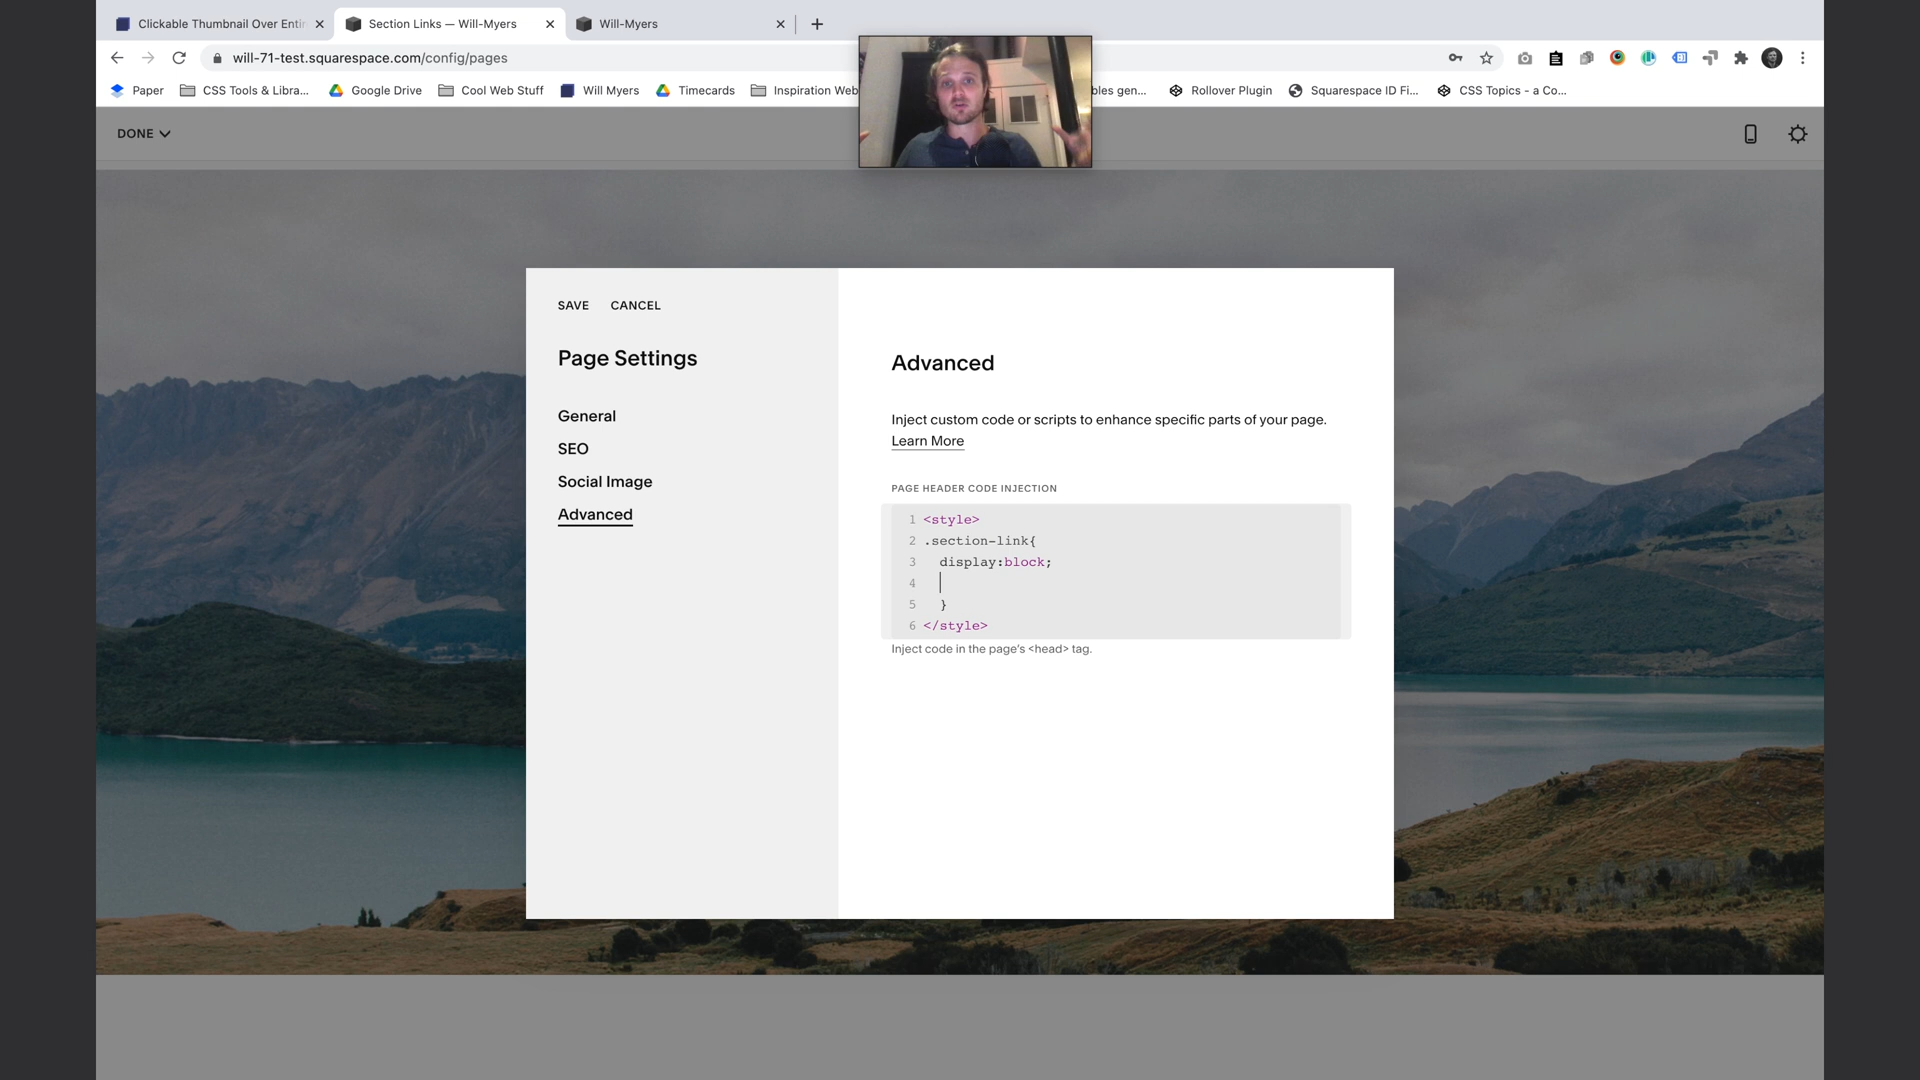 Clickable Thumbnail Over Entir
Section Links — Will-Myers
Will-Myers
will-71-test.squarespace.com/config/pages
Paper
CSS Tools & Libra...
Google Drive
Cool Web Stuff
Will Myers
Timecards
Inspiration Web
bles gen...
Rollover Plugin
Squarespace ID Fi...
CSS Topics - a Co...
DONE
SAVE CANCEL
Page Settings
General
SEO
Social Image
Advanced
Advanced
Inject custom code or scripts to enhance specific parts of your page.
Learn More
PAGE HEADER CODE INJECTION
1 <style>
2 .section-link{
3 display:block;
4
5 }
6 </style>
Inject code in the page's <head> tag.